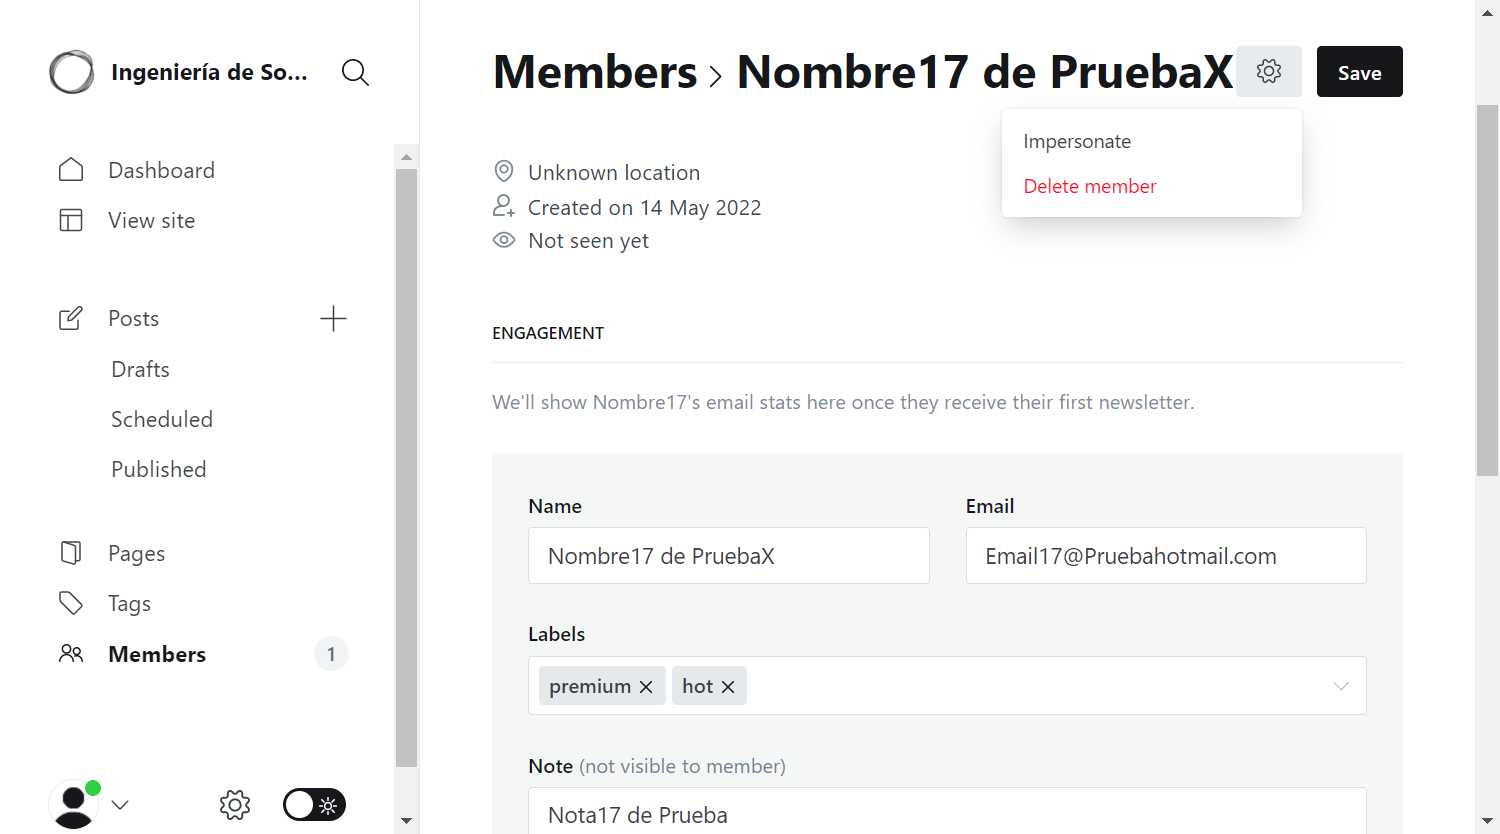 Ingeniería de So...
Dashboard
View site
Posts
Drafts
Scheduled
Published
Pages
Tags
Members
1
Members > Nombre17 de PruebaX
Save
Impersonate
Delete member
Unknown location
Created on 14 May 2022
Not seen yet
ENGAGEMENT
We'll show Nombre17's email stats here once they receive their first newsletter.
Name
Nombre17 de PruebaX
Email
Email17@Pruebahotmail.com
Labels
premium
hot
Note (not visible to member)
Nota17 de Prueba